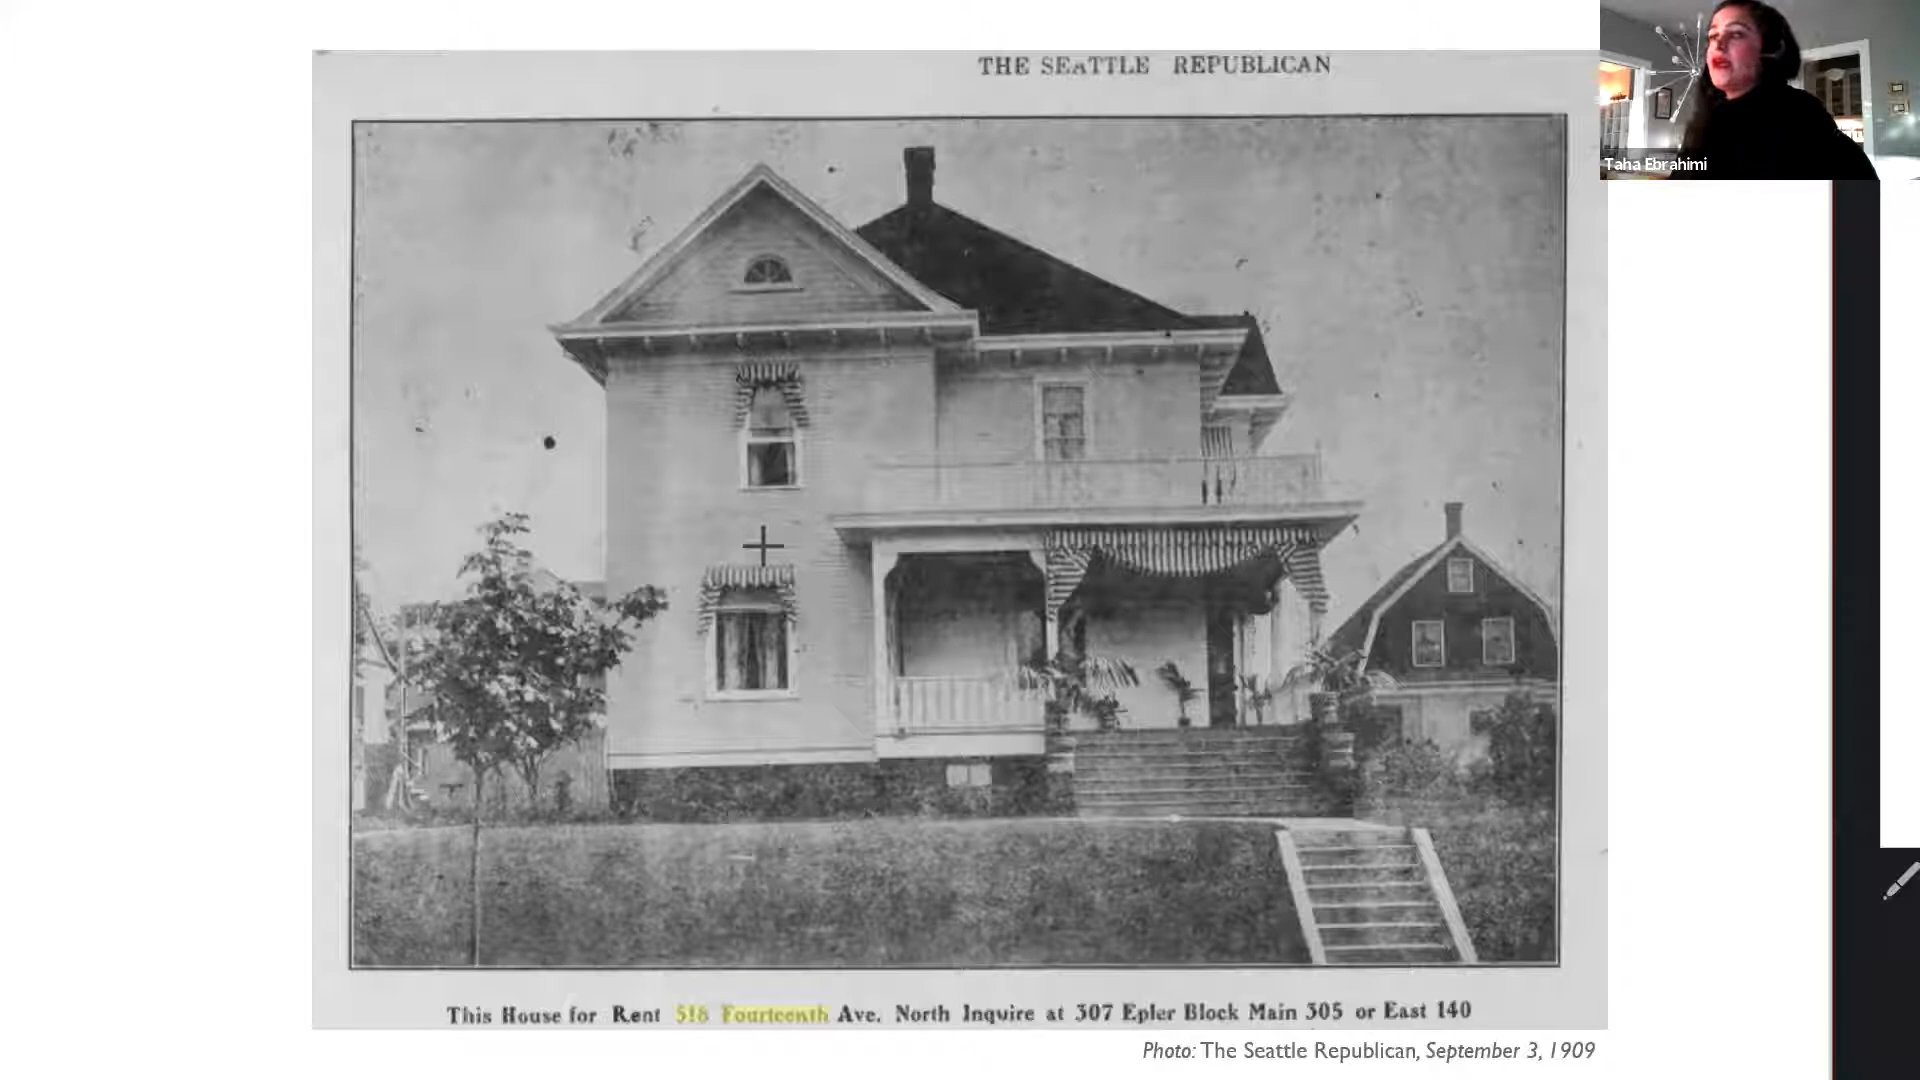 THE SEATTLE REPUBLICAN
Taha Ebrahimi
This House for Rent 518 Fourteenth Ave. North Inquire at 307 Epler Block Main 305 or East 140
Photo: The Seattle Republican, September 3, 1909